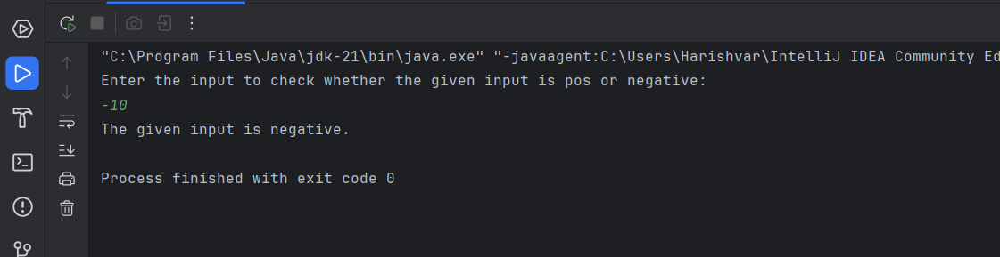 "C:\Program Files\Java\jdk-21\bin\java.exe" "-javaagent:C:\Users\Harishvar\IntelliJ IDEA Community Ed
Enter the input to check whether the given input is pos or negative:
-10
The given input is negative.
Process finished with exit code 0